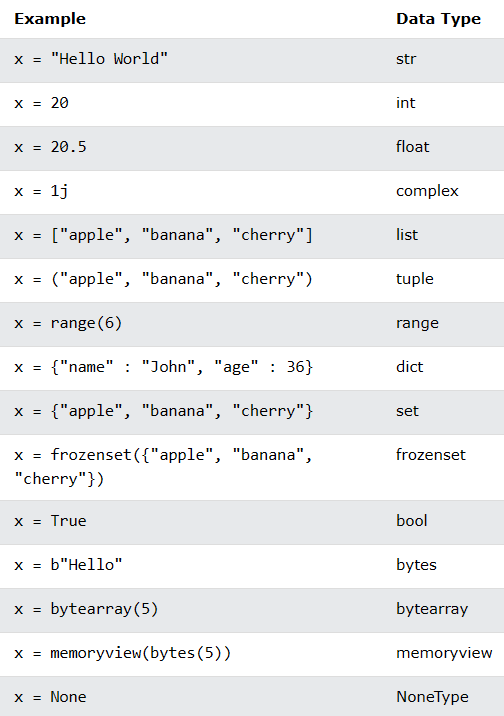 Example Data Type
x = "Hello World" str
x = 20 int
x = 20.5 float
x = 1j complex
x = ["apple", "banana", "cherry"] list
x = ("apple", "banana", "cherry") tuple
x = range(6) range
x = {"name" : "John", "age" : 36} dict
x = {"apple", "banana", "cherry"} set
x = frozenset({"apple", "banana", frozenset
"cherry"})
x = True bool
x = b"Hello" bytes
x = bytearray(5) bytearray
x = memoryview(bytes(5)) memoryview
x = None NoneType